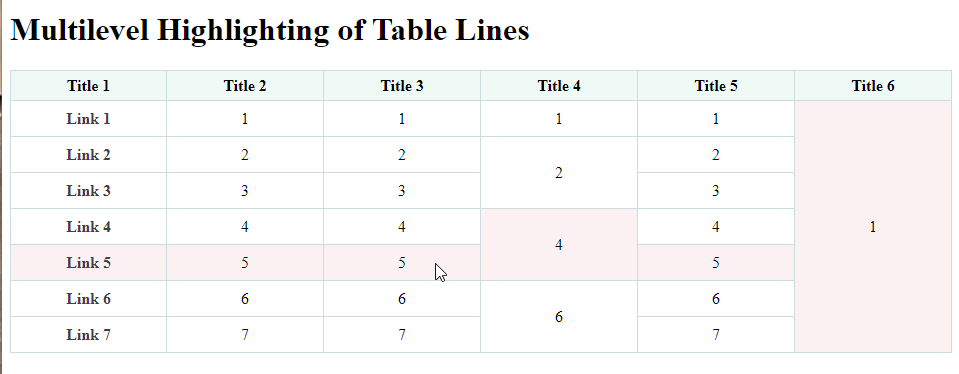 Multilevel Highlighting of Table Lines
Title 1 Title 2 Title 3 Title 4 Title 5 Title 6
Link 1 1 1 1 1 1
Link 2 2 2 2 2
Link 3 3 3 3
Link 4 4 4 4 4
Link 5 5 5 5
Link 6 6 6 6 6
Link 7 7 7 7